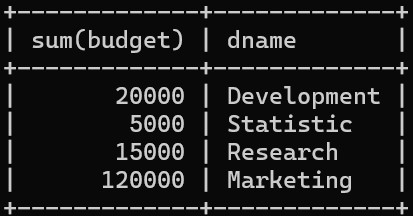 +-------------+-------------+
| sum(budget) | dname       |
+-------------+-------------+
|       20000 | Development |
|        5000 | Statistic   |
|       15000 | Research    |
|      120000 | Marketing   |
+-------------+-------------+